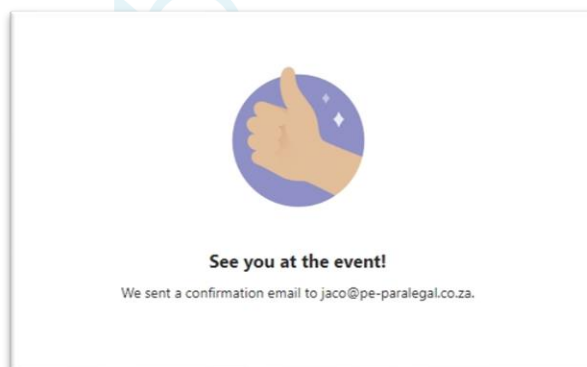 See you at the event!
We sent a confirmation email to jaco@pe-paralegal.co.za.